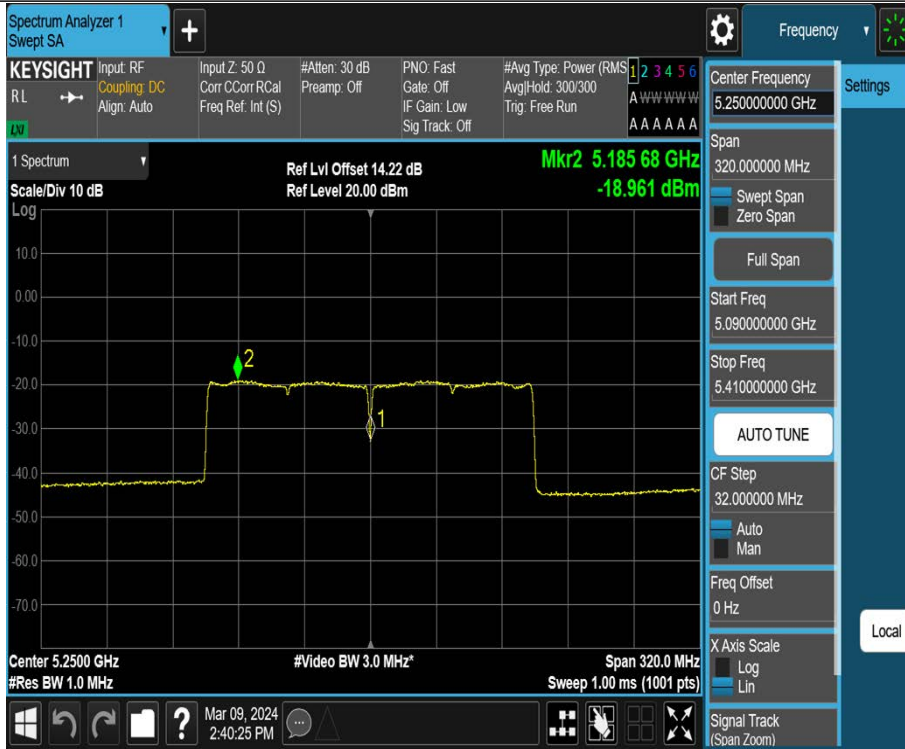 Spectrum Analyzer 1
Swept SA
Frequency
KEYSIGHT
R L
LXI
Input: RF
Coupling: DC
Align: Auto
Input Z: 50 Ω
Corr CCorr RCal
Freq Ref: Int (S)
#Atten: 30 dB
Preamp: Off
PNO: Fast
Gate: Off
IF Gain: Low
Sig Track: Off
#Avg Type: Power (RMS
Avg|Hold: 300/300
Trig: Free Run
1 2 3 4 5 6
A W W W W W
A A A A A A
1 Spectrum
Scale/Div 10 dB
Log
Ref Lvl Offset 14.22 dB
Ref Level 20.00 dBm
Mkr2 5.185 68 GHz
-18.961 dBm
10.0
0.00
-10.0
-20.0
-30.0
-40.0
-50.0
-60.0
-70.0
2
1
Center 5.2500 GHz
#Res BW 1.0 MHz
#Video BW 3.0 MHz*
Span 320.0 MHz
Sweep 1.00 ms (1001 pts)
Mar 09, 2024
2:40:25 PM
Center Frequency
5.250000000 GHz
Span
320.000000 MHz
Swept Span
Zero Span
Full Span
Start Freq
5.090000000 GHz
Stop Freq
5.410000000 GHz
AUTO TUNE
CF Step
32.000000 MHz
Auto
Man
Freq Offset
0 Hz
X Axis Scale
Log
Lin
Signal Track
(Span Zoom)
Settings
Local